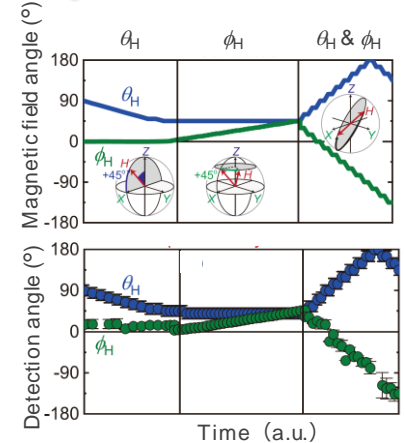 θH ϕH θH & ϕH
Magnetic field angle (°)
180
90
0
-90
-180
θH
ϕH
+45°
Z
H
X
Y
+45°
Z
H
X
Y
Z
H
X
Y
Detection angle (°)
180
90
0
-90
-180
θH
ϕH
Time (a.u.)